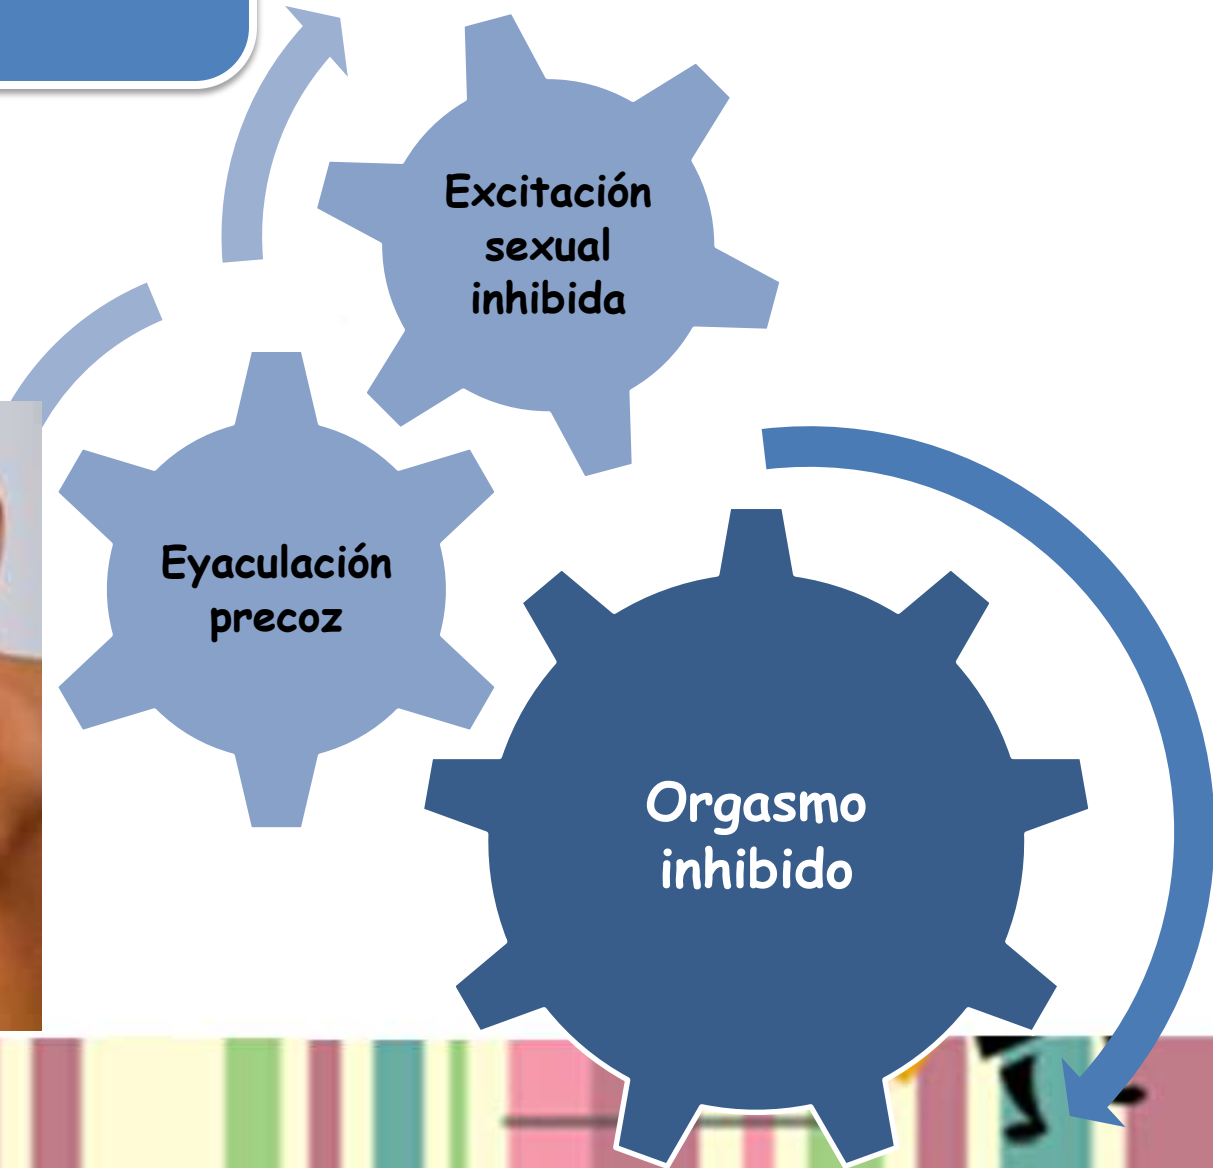 Excitación
sexual
inhibida
Eyaculación
precoz
Orgasmo
inhibido